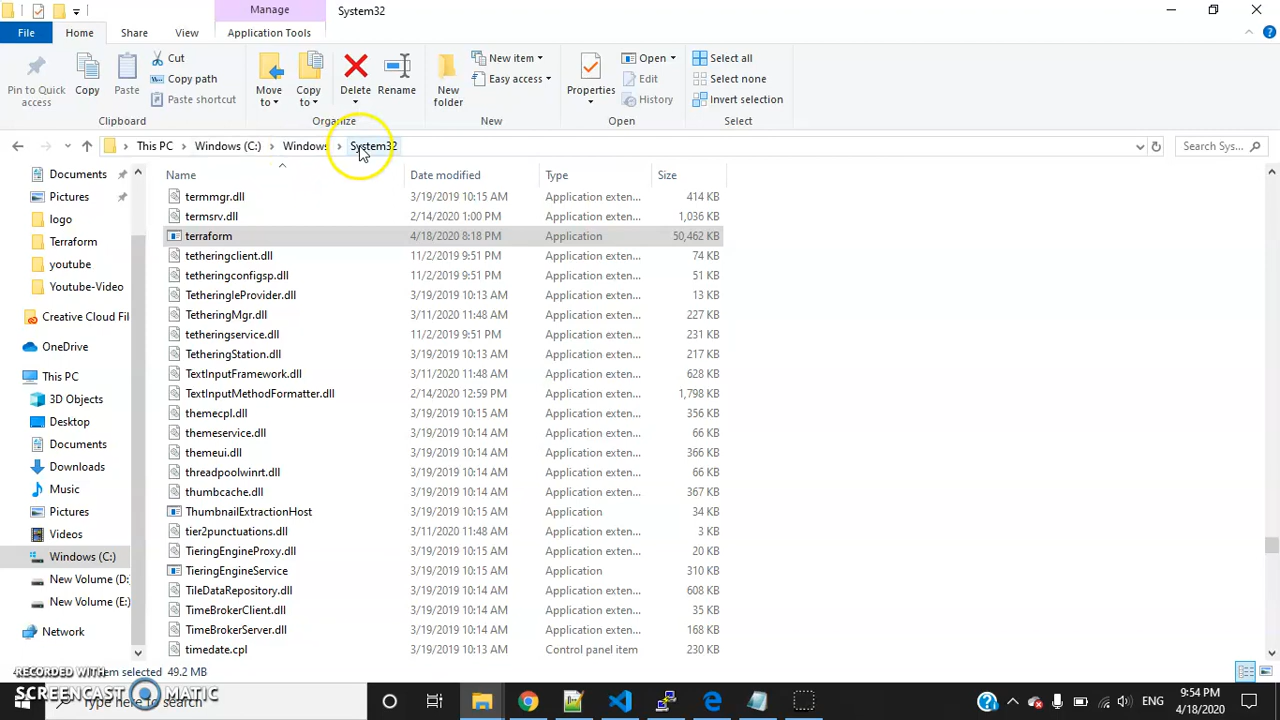 Manage
System32
File
Home
Share
View
Application Tools
Pin to Quick access
Copy
Paste
Cut
Copy path
Paste shortcut
Move to
Copy to
Delete
Rename
New folder
New item
Easy access
Properties
Open
Edit
History
Select all
Select none
Invert selection
Clipboard
Organize
New
Open
Select
This PC > Windows (C:) > Windows > System32
Search Sys...
Name Date modified Type Size
Documents
Pictures
logo
Terraform
youtube
Youtube-Video
Creative Cloud Fil
OneDrive
This PC
3D Objects
Desktop
Documents
Downloads
Music
Pictures
Videos
Windows (C:)
New Volume (D:
New Volume (E:)
Network
termmgr.dll 3/19/2019 10:15 AM Application exten... 414 KB
termsrv.dll 2/14/2020 1:00 PM Application exten... 1,036 KB
terraform 4/18/2020 8:18 PM Application 50,462 KB
tetheringclient.dll 11/2/2019 9:51 PM Application exten... 74 KB
tetheringconfigsp.dll 11/2/2019 9:51 PM Application exten... 51 KB
TetheringIeProvider.dll 3/19/2019 10:13 AM Application exten... 13 KB
TetheringMgr.dll 3/11/2020 11:48 AM Application exten... 227 KB
tetheringservice.dll 11/2/2019 9:51 PM Application exten... 231 KB
TetheringStation.dll 3/19/2019 10:13 AM Application exten... 217 KB
TextInputFramework.dll 3/11/2020 11:48 AM Application exten... 628 KB
TextInputMethodFormatter.dll 2/14/2020 12:59 PM Application exten... 1,798 KB
themecpl.dll 3/19/2019 10:15 AM Application exten... 356 KB
themeservice.dll 3/19/2019 10:14 AM Application exten... 66 KB
themeui.dll 3/19/2019 10:14 AM Application exten... 366 KB
threadpoolwinrt.dll 3/19/2019 10:14 AM Application exten... 66 KB
thumbcache.dll 3/19/2019 10:14 AM Application exten... 367 KB
ThumbnailExtractionHost 3/19/2019 10:14 AM Application 34 KB
tier2punctuations.dll 3/11/2020 11:48 AM Application exten... 3 KB
TieringEngineProxy.dll 3/19/2019 10:15 AM Application exten... 20 KB
TieringEngineService 3/19/2019 10:15 AM Application 310 KB
TileDataRepository.dll 3/19/2019 10:14 AM Application exten... 608 KB
TimeBrokerClient.dll 3/19/2019 10:14 AM Application exten... 35 KB
TimeBrokerServer.dll 3/19/2019 10:14 AM Application exten... 168 KB
timedate.cpl 3/19/2019 10:13 AM Control panel item 230 KB
RECORDED WITH
SCREENCAST MATIC
item selected 49.2 MB
Type here to search
ENG
9:54 PM
4/18/2020